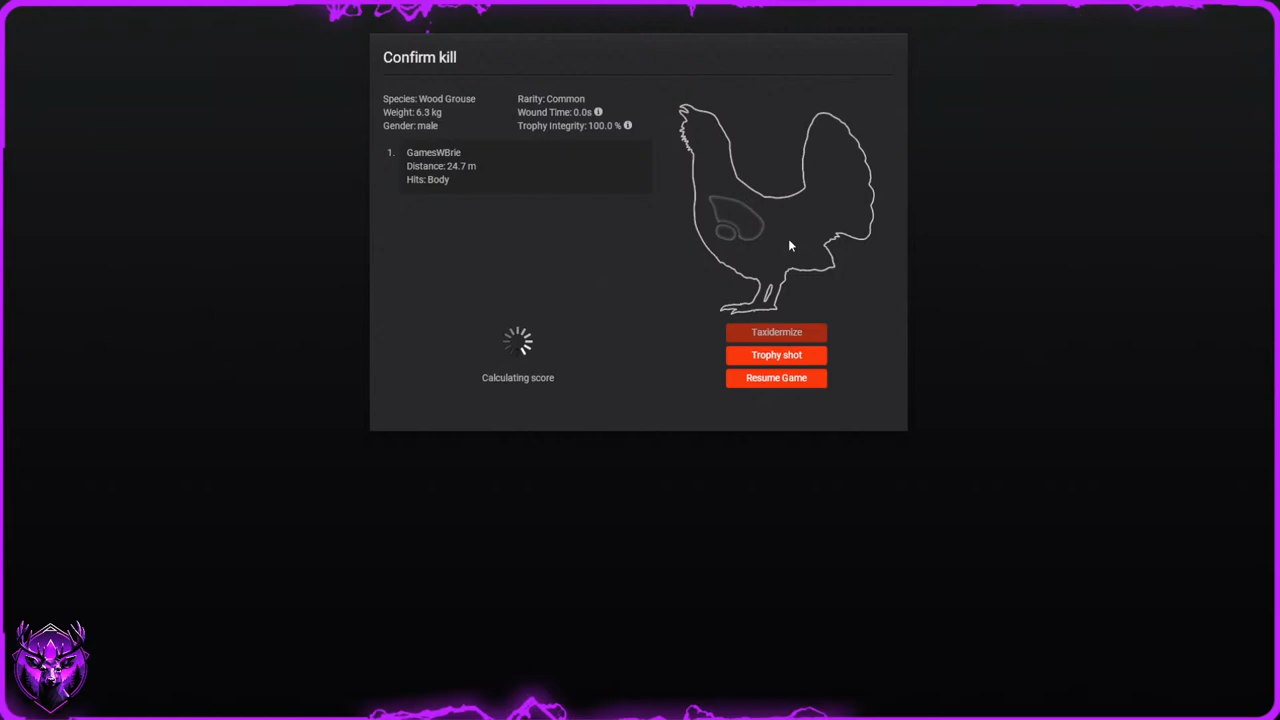 Confirm kill
Species: Wood Grouse
Weight: 6.3 kg
Gender: male
Rarity: Common
Wound Time: 0.0s
Trophy Integrity: 100.0 %
1.
GamesWBrie
Distance: 24.7 m
Hits: Body
Calculating score
Taxidermize
Trophy shot
Resume Game